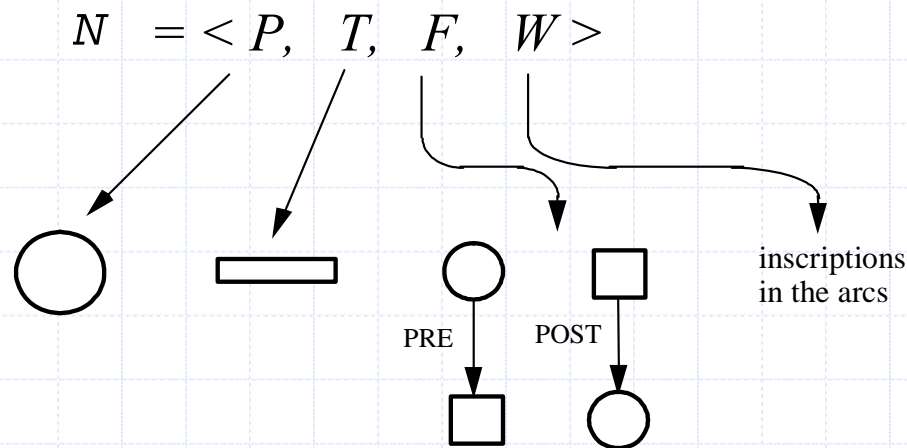 N = < P, T, F, W >
inscriptions
in the arcs
PRE POST